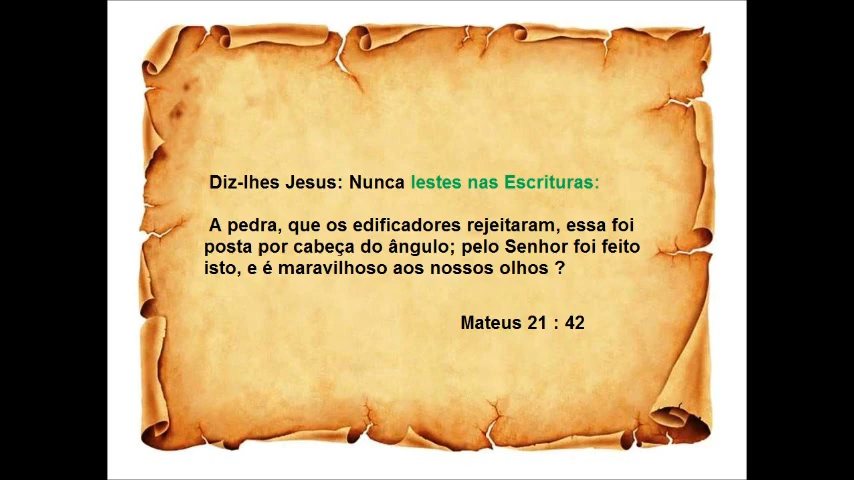 Diz-lhes Jesus: Nunca lestes nas Escrituras:
A pedra, que os edificadores rejeitaram, essa foi
posta por cabeça do ângulo; pelo Senhor foi feito
isto, e é maravilhoso aos nossos olhos ?
Mateus 21 : 42